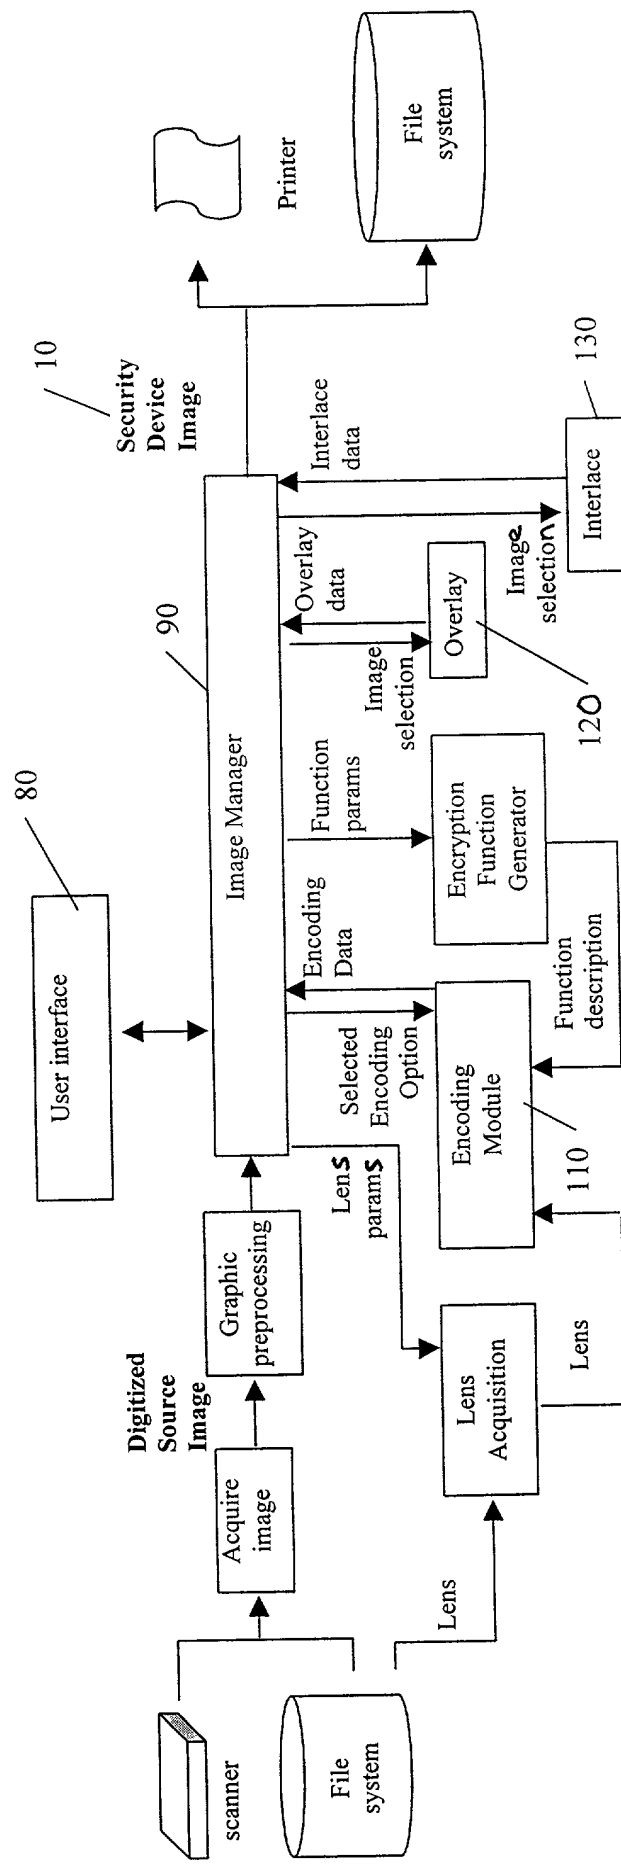 80
User interface
90
10
Security
Device
Image
Digitized
Source
Image
scanner
File
system
Acquire
image
Graphic
preprocessing
Image Manager
Printer
File
system
Lens
Lens
params
Selected
Encoding
Option
Encoding
Data
Function
params
Image
selection
Overlay
data
Image
selection
Interlace
data
Lens
Acquisition
Encoding
Module
Encryption
Function
Generator
Overlay
Interlace
130
120
110
Lens
Function
description